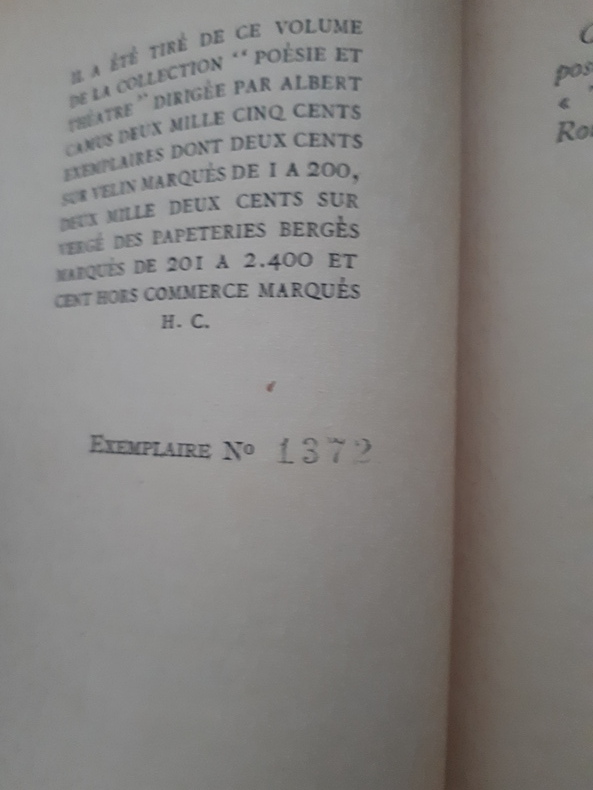 IL A ÉTÉ TIRÉ DE CE VOLUME
DE LA COLLECTION “ POÉSIE ET
THÉATRE ” DIRIGÉE PAR ALBERT
CAMUS DEUX MILLE CINQ CENTS
EXEMPLAIRES DONT DEUX CENTS
SUR VELIN MARQUÉS DE 1 A 200,
DEUX MILLE DEUX CENTS SUR
VERGÉ DES PAPETERIES BERGÈS
MARQUÉS DE 201 A 2.400 ET
CENT HORS COMMERCE MARQUÉS
H. C.
EXEMPLAIRE Nº 1372
pos
«